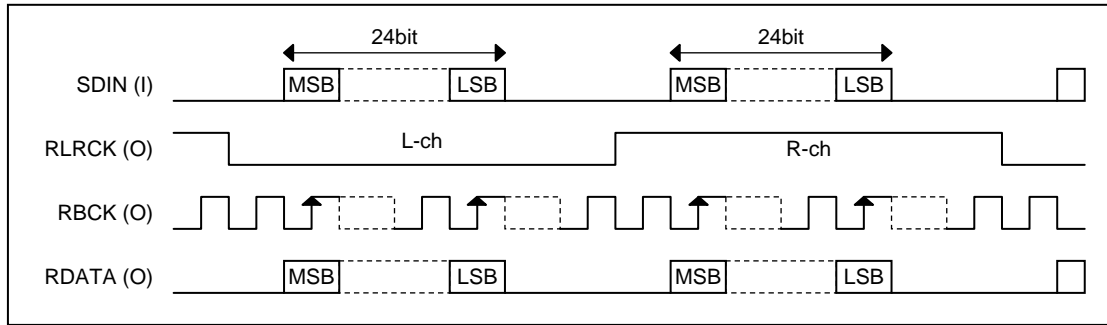 24bit 24bit
SDIN (I) MSB LSB MSB LSB
RLRCK (O) L-ch R-ch
RBCK (O)
RDATA (O) MSB LSB MSB LSB